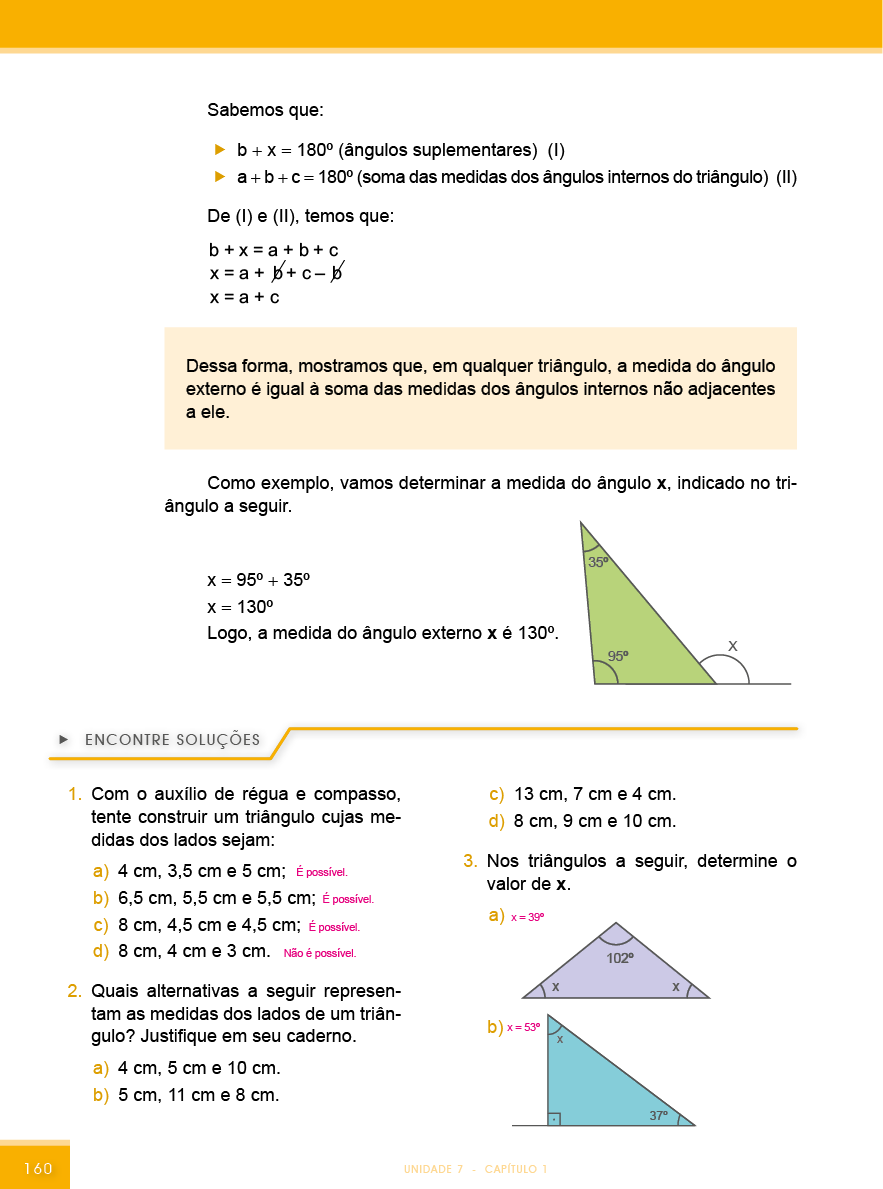 Sabemos que:
b + x = 180º (ângulos suplementares) (I)
a + b + c = 180º (soma das medidas dos ângulos internos do triângulo) (II)
De (I) e (II), temos que:
b + x = a + b + c
x = a + b + c – b
x = a + c
Dessa forma, mostramos que, em qualquer triângulo, a medida do ângulo
externo é igual à soma das medidas dos ângulos internos não adjacentes
a ele.
Como exemplo, vamos determinar a medida do ângulo x, indicado no tri-
ângulo a seguir.
x = 95º + 35º
x = 130º
Logo, a medida do ângulo externo x é 130º.
35º
95º
X
ENCONTRE SOLUÇÕES
1. Com o auxílio de régua e compasso,
tente construir um triângulo cujas me-
didas dos lados sejam:
a) 4 cm, 3,5 cm e 5 cm; É possível.
b) 6,5 cm, 5,5 cm e 5,5 cm; É possível.
c) 8 cm, 4,5 cm e 4,5 cm; É possível.
d) 8 cm, 4 cm e 3 cm. Não é possível.
2. Quais alternativas a seguir represen-
tam as medidas dos lados de um triân-
gulo? Justifique em seu caderno.
a) 4 cm, 5 cm e 10 cm.
b) 5 cm, 11 cm e 8 cm.
c) 13 cm, 7 cm e 4 cm.
d) 8 cm, 9 cm e 10 cm.
3. Nos triângulos a seguir, determine o
valor de x.
a) x = 39º
102º
x x
b) x = 53º
x
37º
160
UNIDADE 7 - CAPÍTULO 1